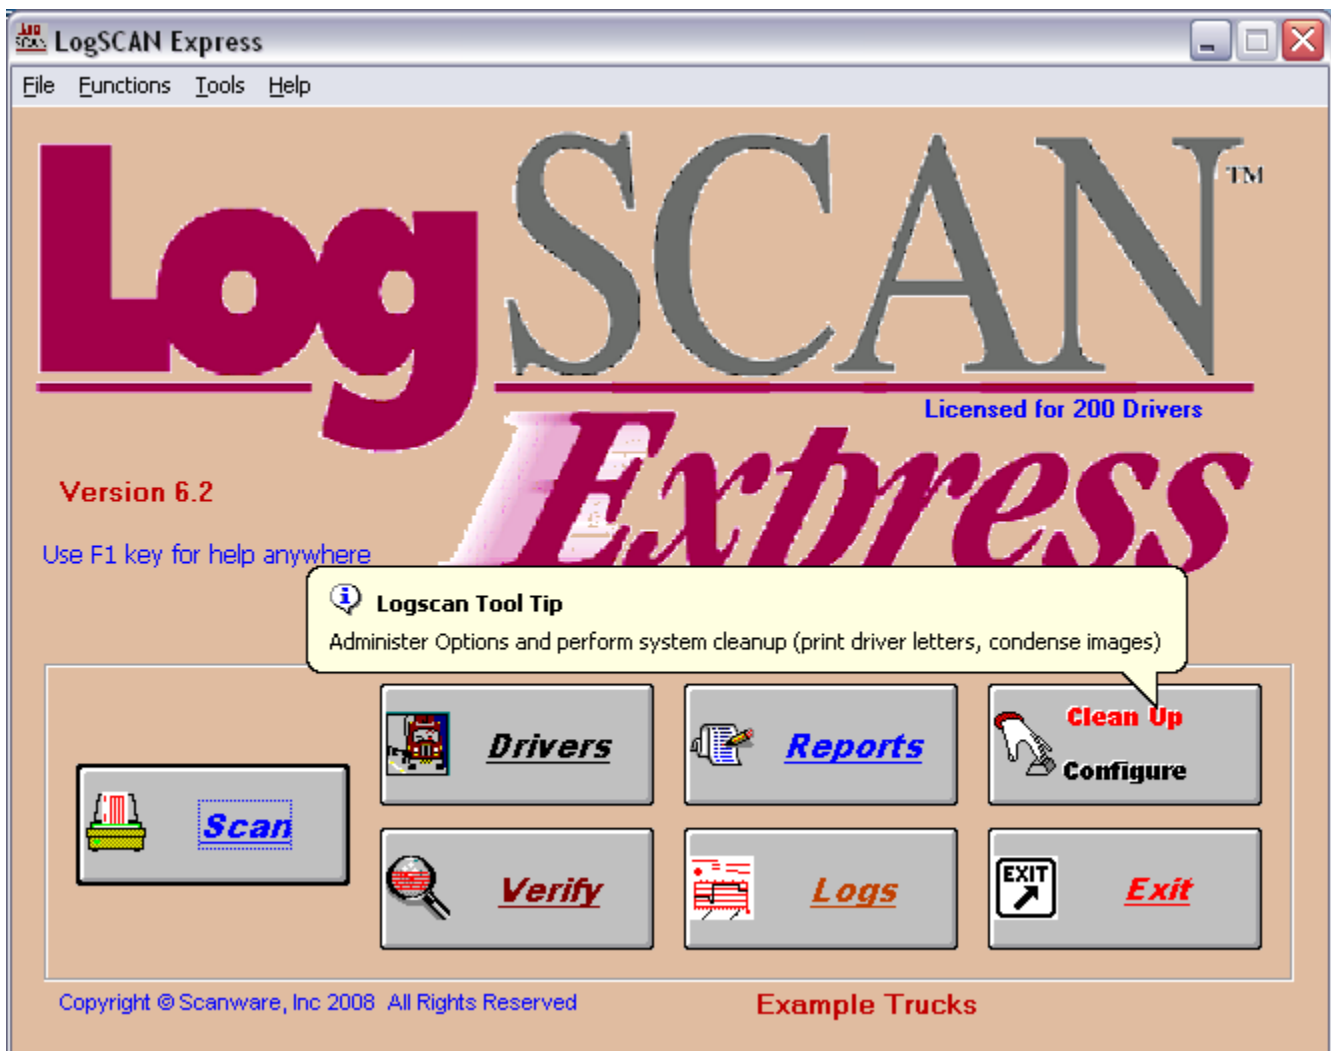 LogSCAN Express
File Functions Tools Help
LogSCAN™
Express
Licensed for 200 Drivers
Version 6.2
Use F1 key for help anywhere
Logscan Tool Tip
Administer Options and perform system cleanup (print driver letters, condense images)
Scan
Drivers
Reports
Clean Up
Configure
Verify
Logs
EXIT
Exit
Copyright © Scanware, Inc 2008 All Rights Reserved
Example Trucks